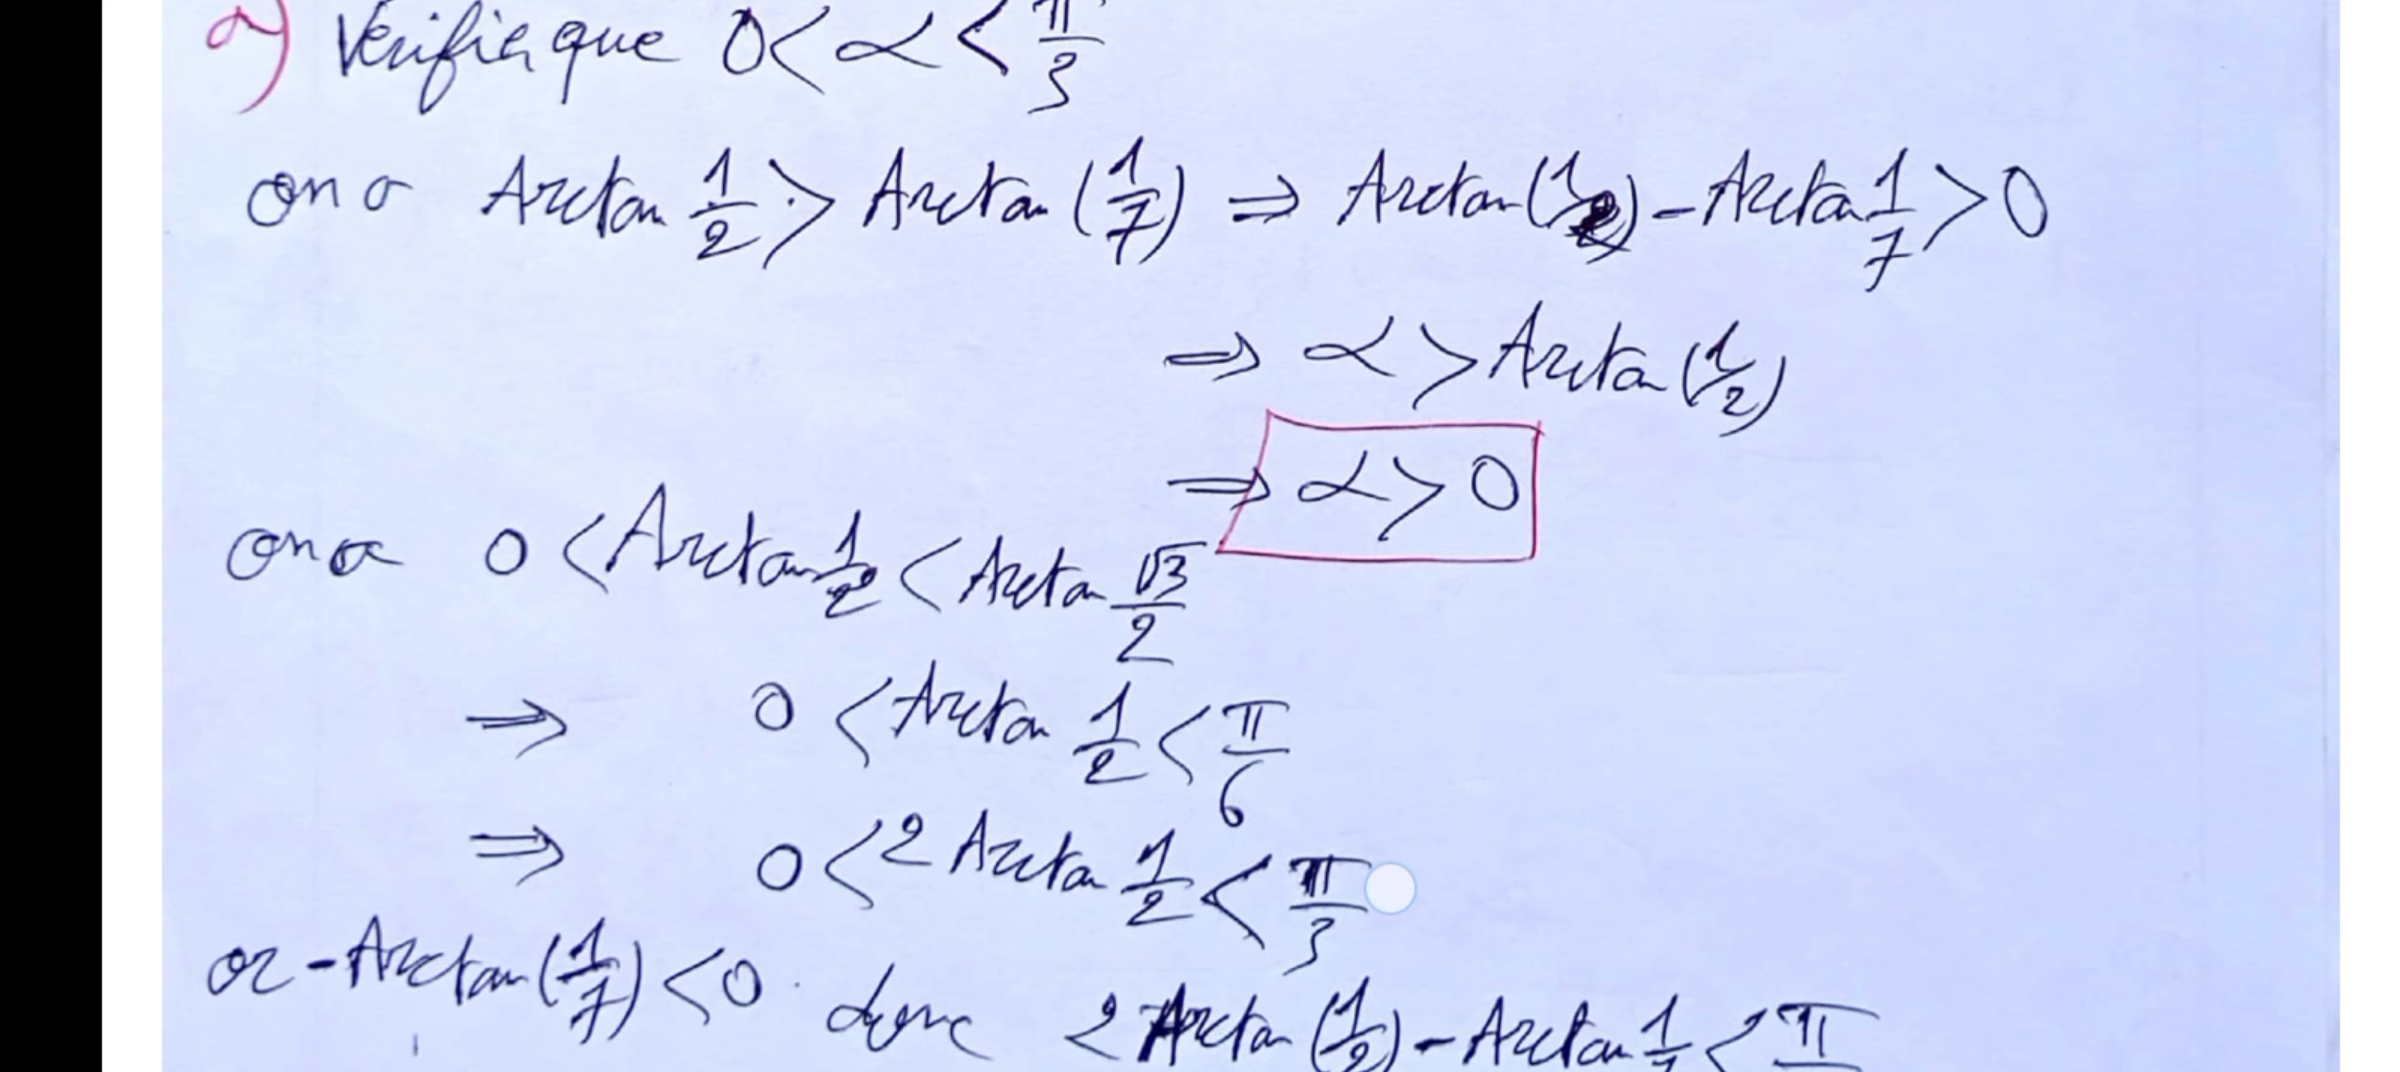 a) Vérifier que 0 < α < π/3
on a Arctan 1/2 > Arctan (1/7) ⇒ Arctan (1/2) - Arctan 1/7 > 0
⇒ α > Arctan (1/2)
⇒ α > 0
on a 0 < Arctan 1/2 < Arctan √3/2
⇒ 0 < Arctan 1/2 < π/6
⇒ 0 < 2 Arctan 1/2 < π/3
or - Arctan (1/7) < 0 . donc 2 Arctan (1/2) - Arctan 1/7 < π